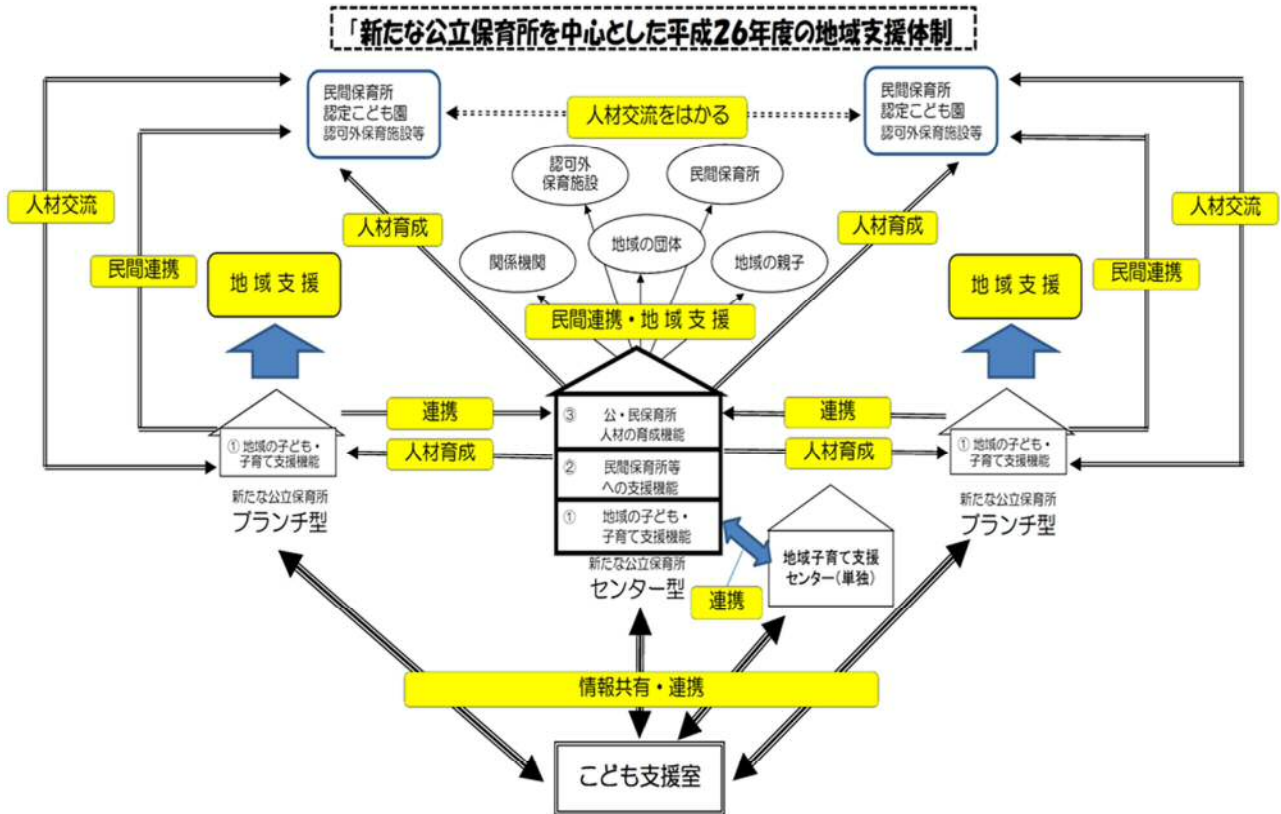 「新たな公立保育所を中心とした平成26年度の地域支援体制
民間保育所
認定こども園
認可外保育施設等
人材交流をはかる
民間保育所
認定こども園
認可外保育施設等
認可外
保育施設
民間保育所
人材交流
人材育成
地域の団体
人材育成
人材交流
関係機関
地域の親子
民間連携
地域支援
民間連携・地域支援
地域支援
民間連携
連携
③ 公・民保育所
人材の育成機能
連携
① 地域の子ども・
子育て支援機能
人材育成
② 民間保育所等
への支援機能
人材育成
① 地域の子ども・
子育て支援機能
新たな公立保育所
ブランチ型
① 地域の子ども・
子育て支援機能
新たな公立保育所
センター型
地域子育て支援
センター(単独)
連携
新たな公立保育所
ブランチ型
情報共有・連携
こども支援室